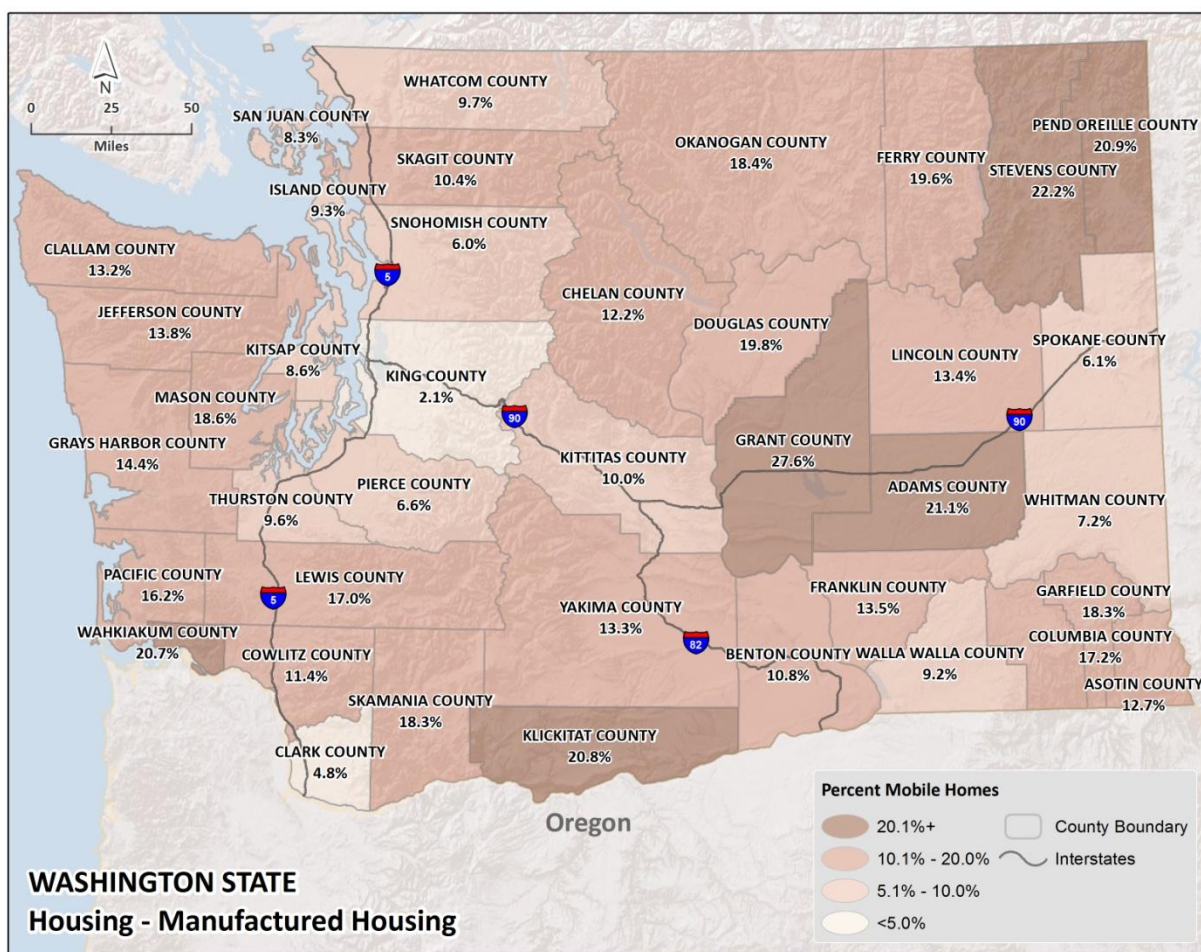 N
0 25 50
Miles
WHATCOM COUNTY
9.7%
SAN JUAN COUNTY
8.3%
SKAGIT COUNTY
10.4%
ISLAND COUNTY
9.3%
SNOHOMISH COUNTY
6.0%
OKANOGAN COUNTY
18.4%
FERRY COUNTY
19.6%
PEND OREILLE COUNTY
20.9%
STEVENS COUNTY
22.2%
CLALLAM COUNTY
13.2%
5
JEFFERSON COUNTY
13.8%
CHELAN COUNTY
12.2%
DOUGLAS COUNTY
19.8%
KITSAP COUNTY
8.6%
KING COUNTY
2.1%
LINCOLN COUNTY
13.4%
SPOKANE COUNTY
6.1%
MASON COUNTY
18.6%
90
90
GRAYS HARBOR COUNTY
14.4%
KITTITAS COUNTY
10.0%
GRANT COUNTY
27.6%
THURSTON COUNTY
9.6%
PIERCE COUNTY
6.6%
ADAMS COUNTY
21.1%
WHITMAN COUNTY
7.2%
PACIFIC COUNTY
16.2%
5
LEWIS COUNTY
17.0%
YAKIMA COUNTY
13.3%
FRANKLIN COUNTY
13.5%
GARFIELD COUNTY
18.3%
WAHKIAKUM COUNTY
20.7%
82
COWLITZ COUNTY
11.4%
BENTON COUNTY
10.8%
WALLA WALLA COUNTY
9.2%
COLUMBIA COUNTY
17.2%
SKAMANIA COUNTY
18.3%
ASOTIN COUNTY
12.7%
CLARK COUNTY
4.8%
KLICKITAT COUNTY
20.8%
Oregon
Percent Mobile Homes
20.1%+
10.1% - 20.0%
5.1% - 10.0%
<5.0%
County Boundary
Interstates
WASHINGTON STATE
Housing - Manufactured Housing